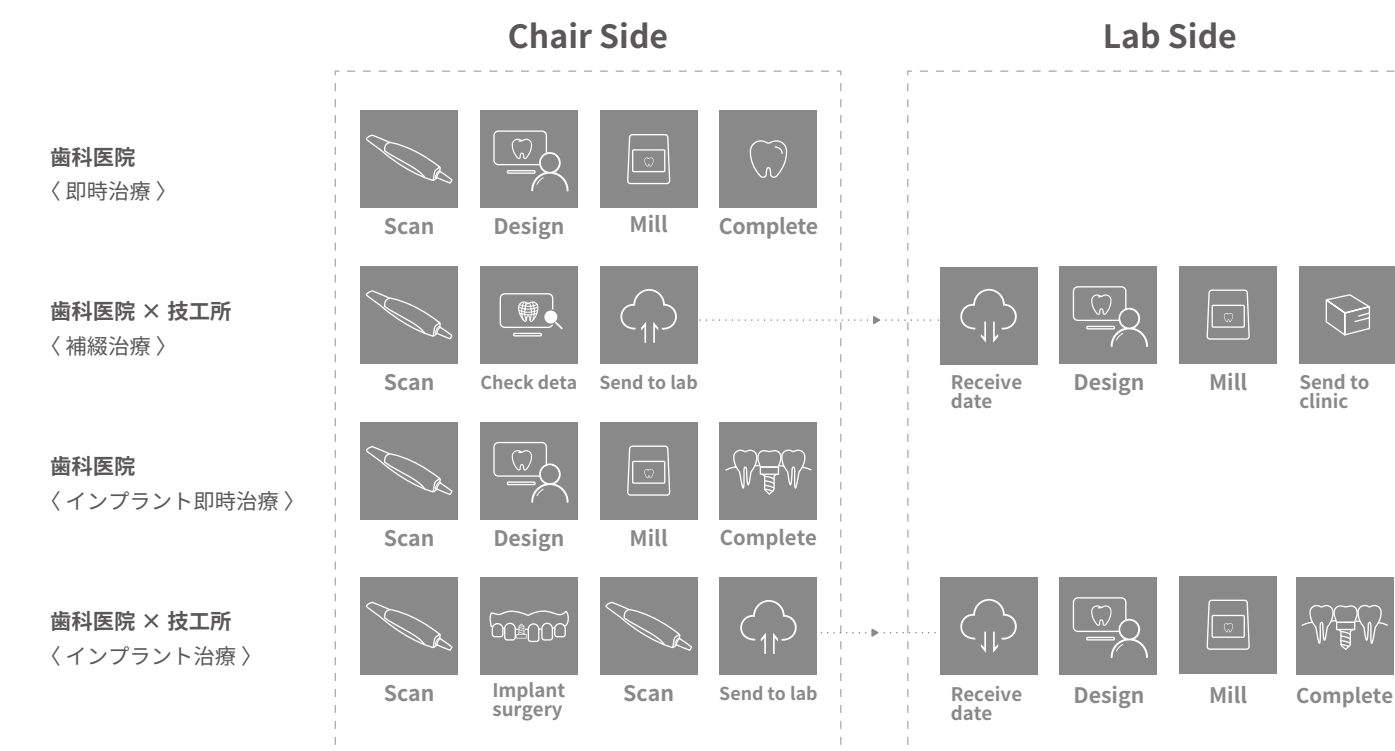 Chair Side
Lab Side
歯科医院
〈 即時治療 〉
Scan
Design
Mill
Complete
歯科医院 × 技工所
〈 補綴治療 〉
Scan
Check deta
Send to lab
Receive
date
Design
Mill
Send to
clinic
歯科医院
〈 インプラント即時治療 〉
Scan
Design
Mill
Complete
歯科医院 × 技工所
〈 インプラント治療 〉
Scan
Implant
surgery
Scan
Send to lab
Receive
date
Design
Mill
Complete